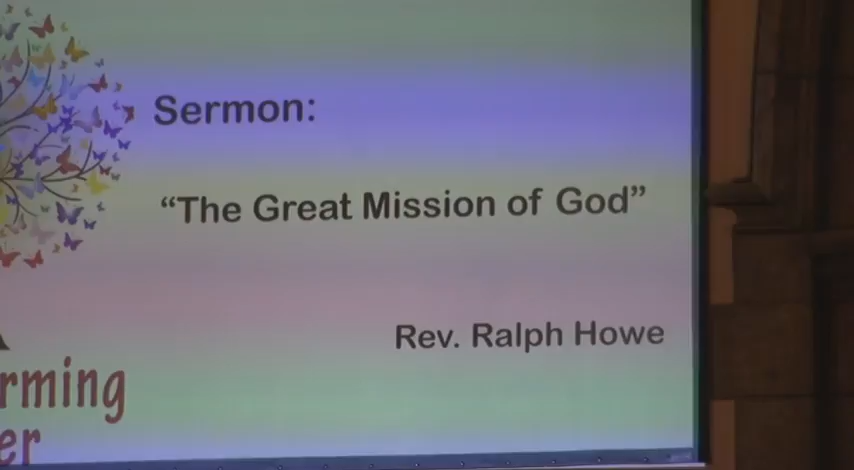 Sermon:
“The Great Mission of God”
Rev. Ralph Howe
rming
er